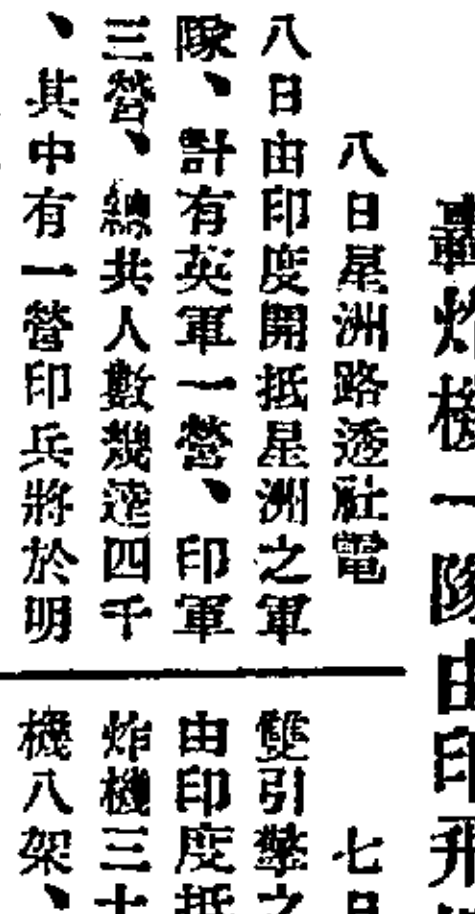 轟炸機一隊由印飛
八日星洲路透社電
八日由印度開抵星洲之軍
隊、計有英軍一營、印軍
三營、總共人數幾達四千
、其中有一營印兵將於明
七日
雙引擎之
由印度抵
炸機三十
機八架、